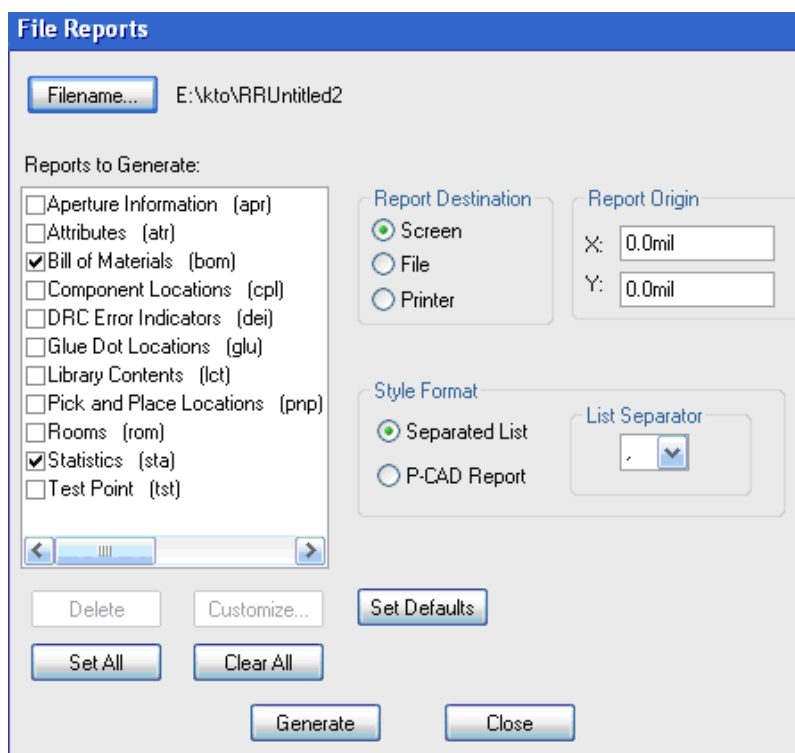 File Reports
Filename... E:\kto\RRUntitled2
Reports to Generate:
Aperture Information (apr)
Attributes (atr)
Bill of Materials (bom)
Component Locations (cpl)
DRC Error Indicators (dei)
Glue Dot Locations (glu)
Library Contents (lct)
Pick and Place Locations (pnp)
Rooms (rom)
Statistics (sta)
Test Point (tst)
Report Destination
Screen
File
Printer
Report Origin
X: 0.0mil
Y: 0.0mil
Style Format
Separated List
P-CAD Report
List Separator
,
Delete
Customize...
Set Defaults
Set All
Clear All
Generate
Close